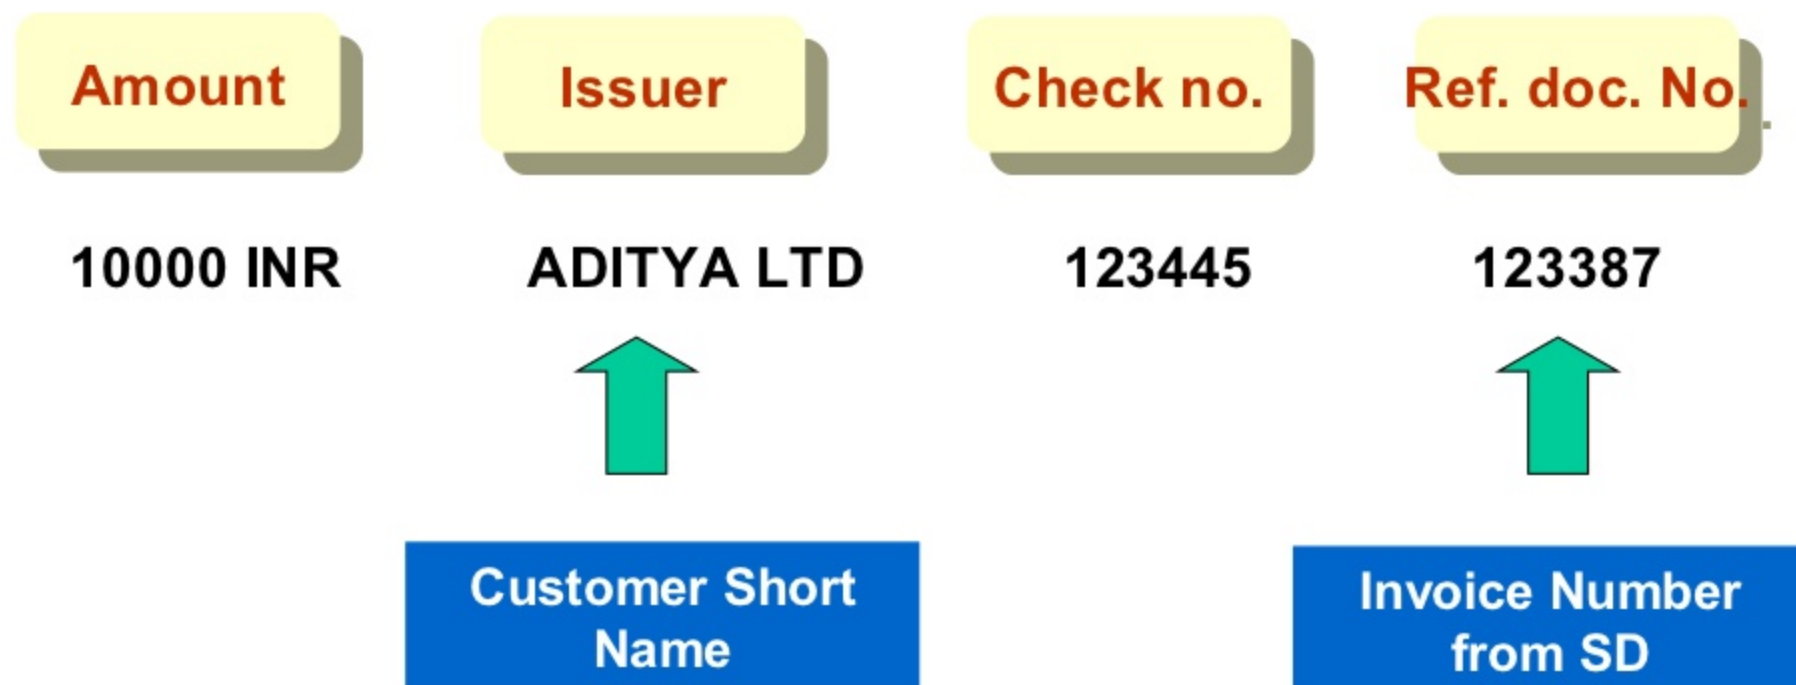 Amount Issuer Check no. Ref. doc. No.
10000 INR ADITYA LTD 123445 123387
Customer Short
Name
Invoice Number
from SD